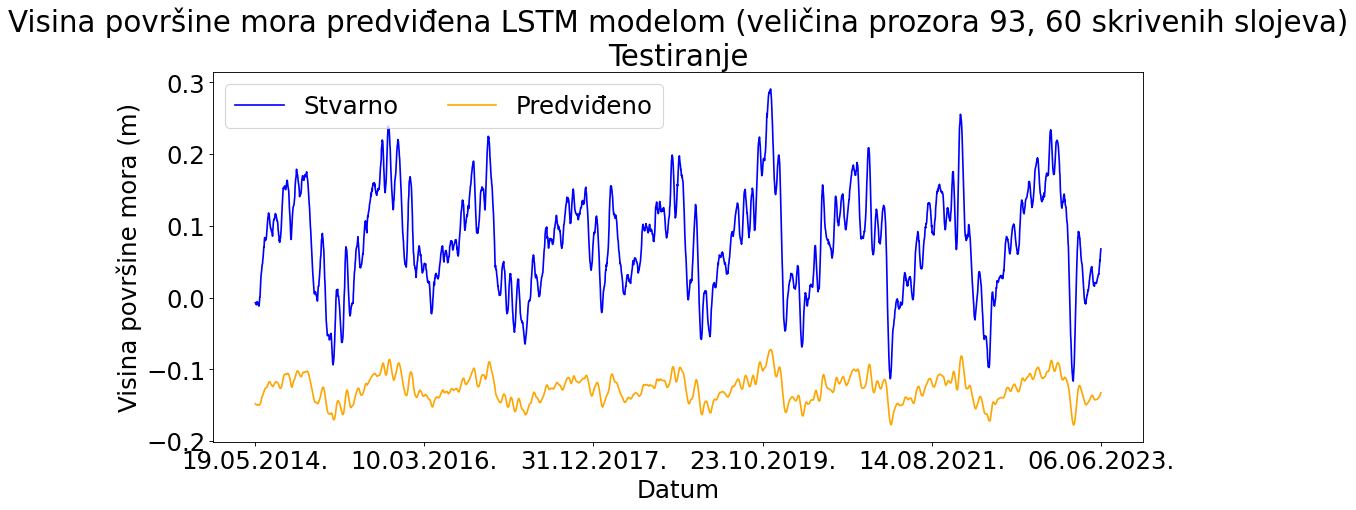 Visina površine mora predviđena LSTM modelom (veličina prozora 93, 60 skrivenih slojeva)
Testiranje
Stvarno
Predviđeno
Visina površine mora (m)
0.3
0.2
0.1
0.0
−0.1
−0.2
19.05.2014.
10.03.2016.
31.12.2017.
23.10.2019.
14.08.2021.
06.06.2023.
Datum